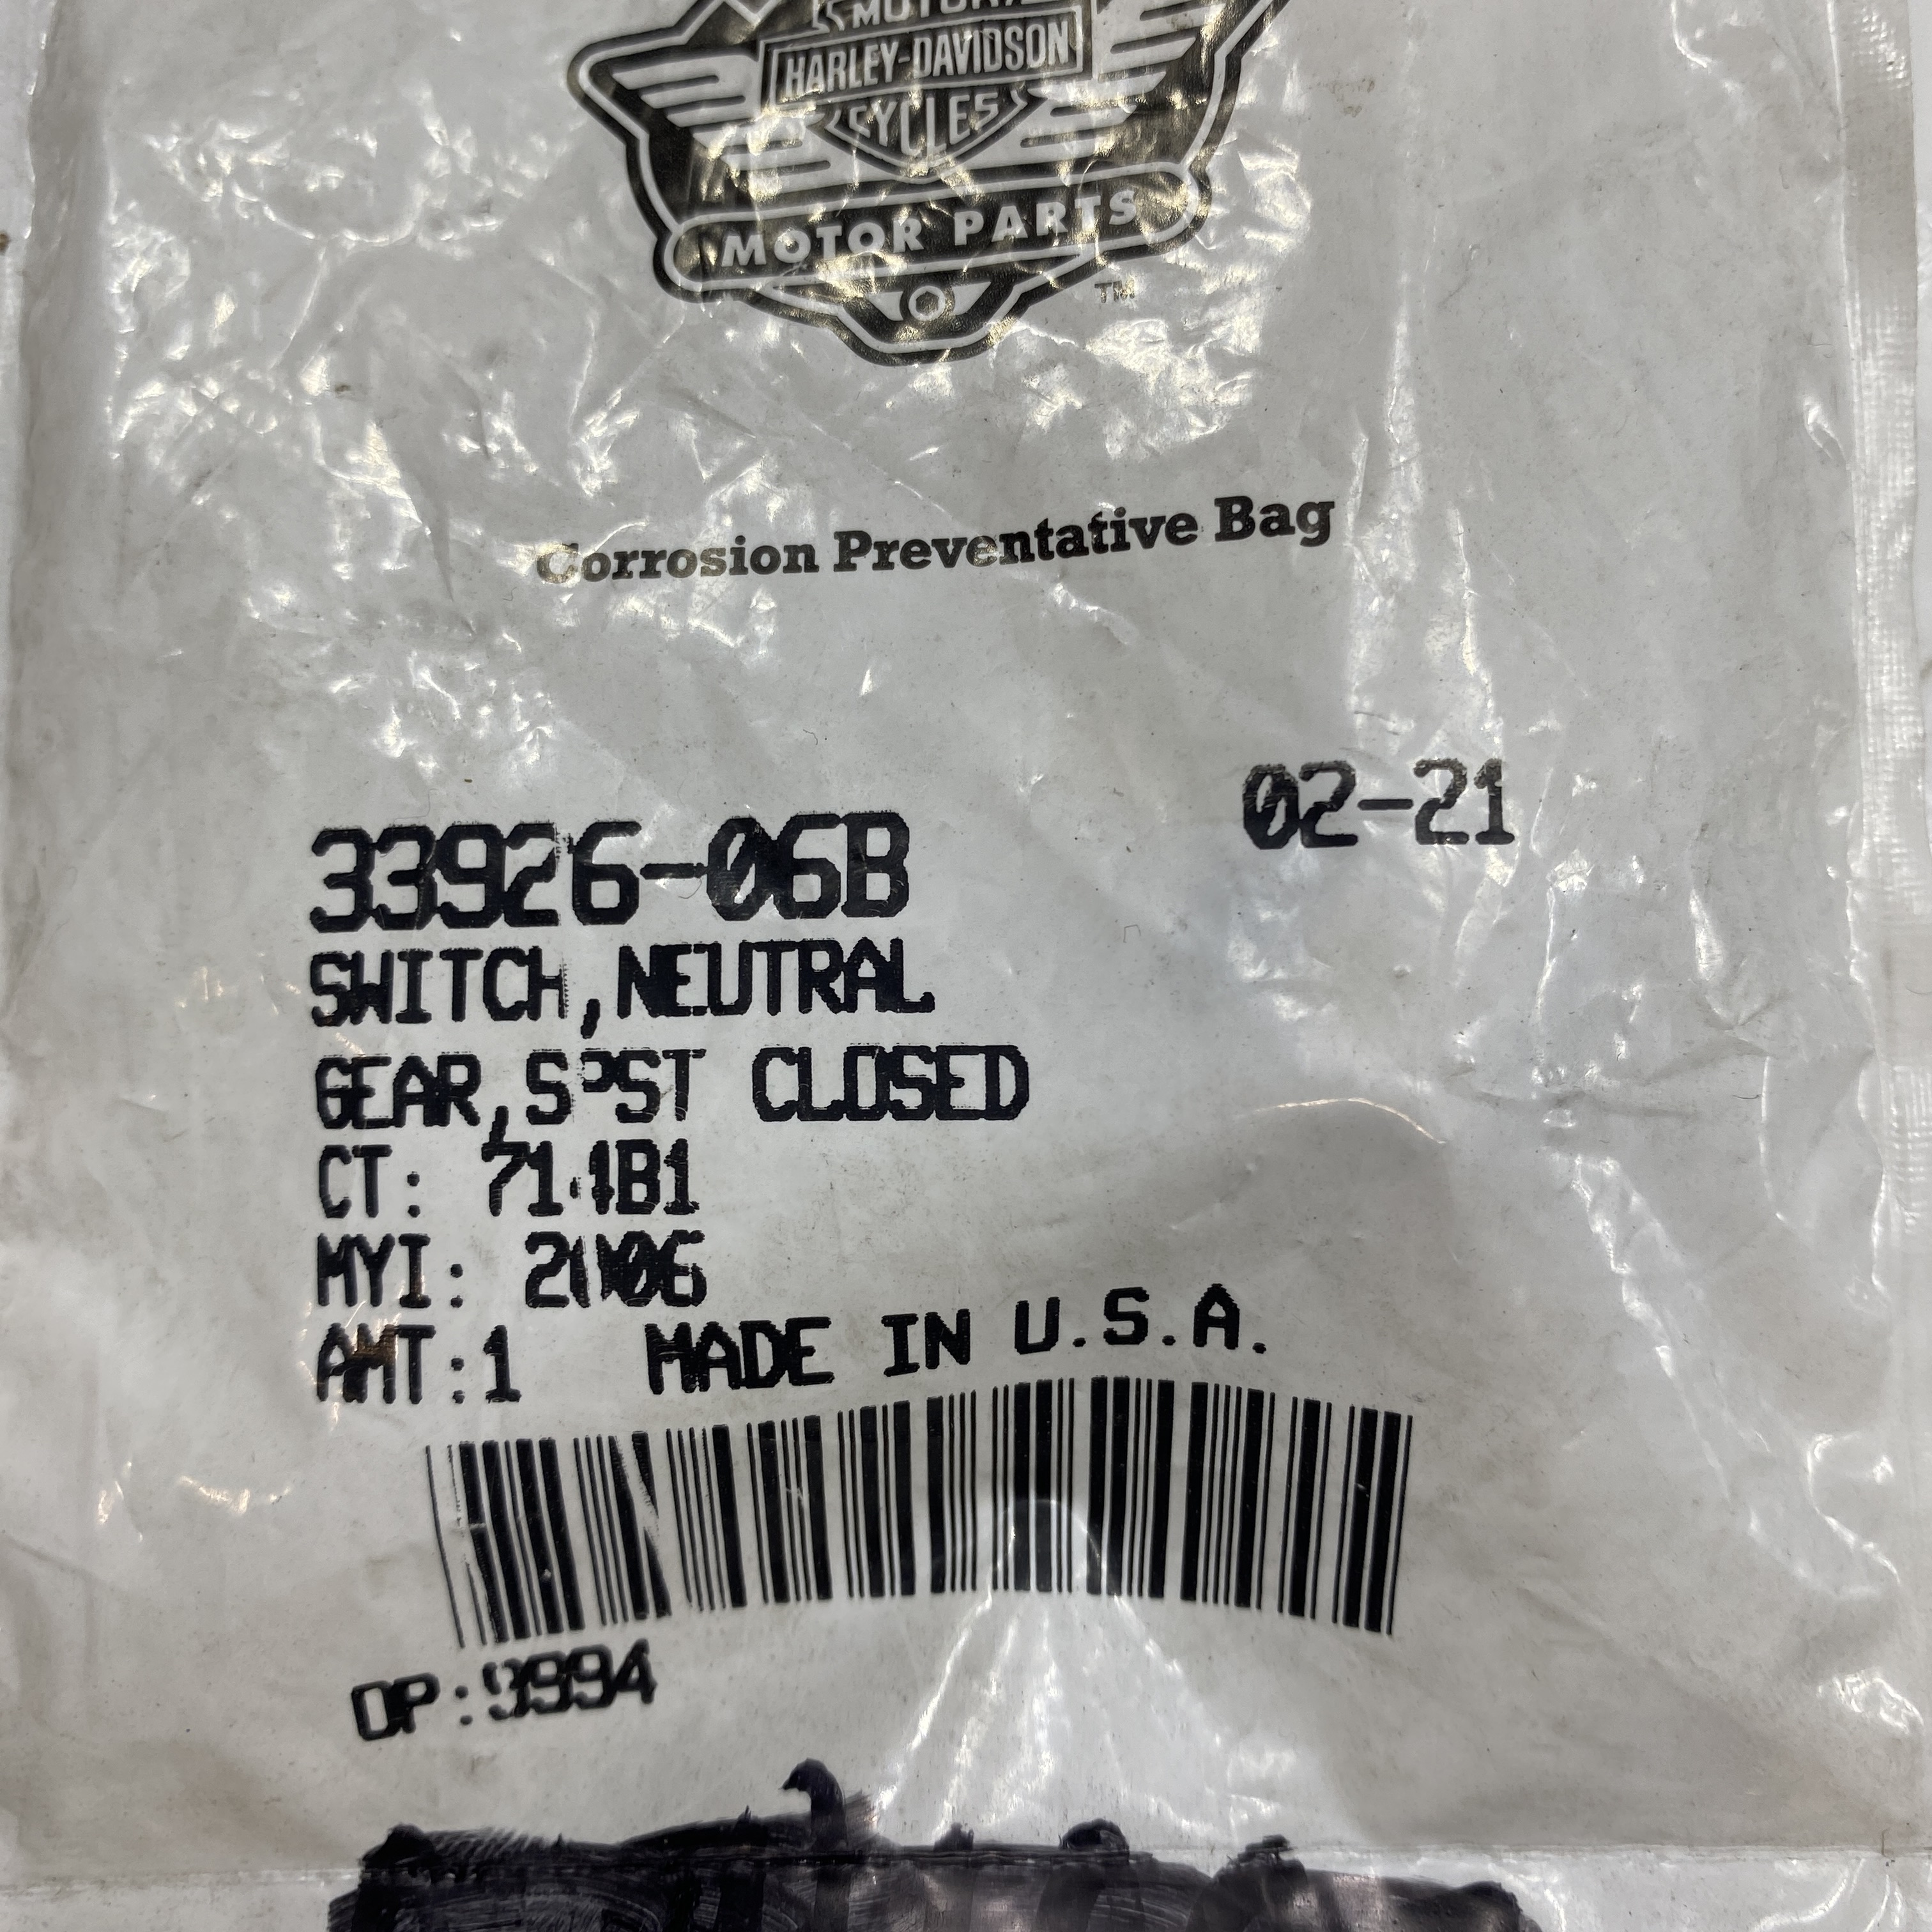 MOTOR
HARLEY-DAVIDSON
CYCLES
MOTOR PARTS
TM
Corrosion Preventative Bag
02-21
33926-06B
SWITCH,NEUTRAL
GEAR,SPST CLOSED
CT: 714B1
MYI: 2006
AMT:1 MADE IN U.S.A.
OP:9994